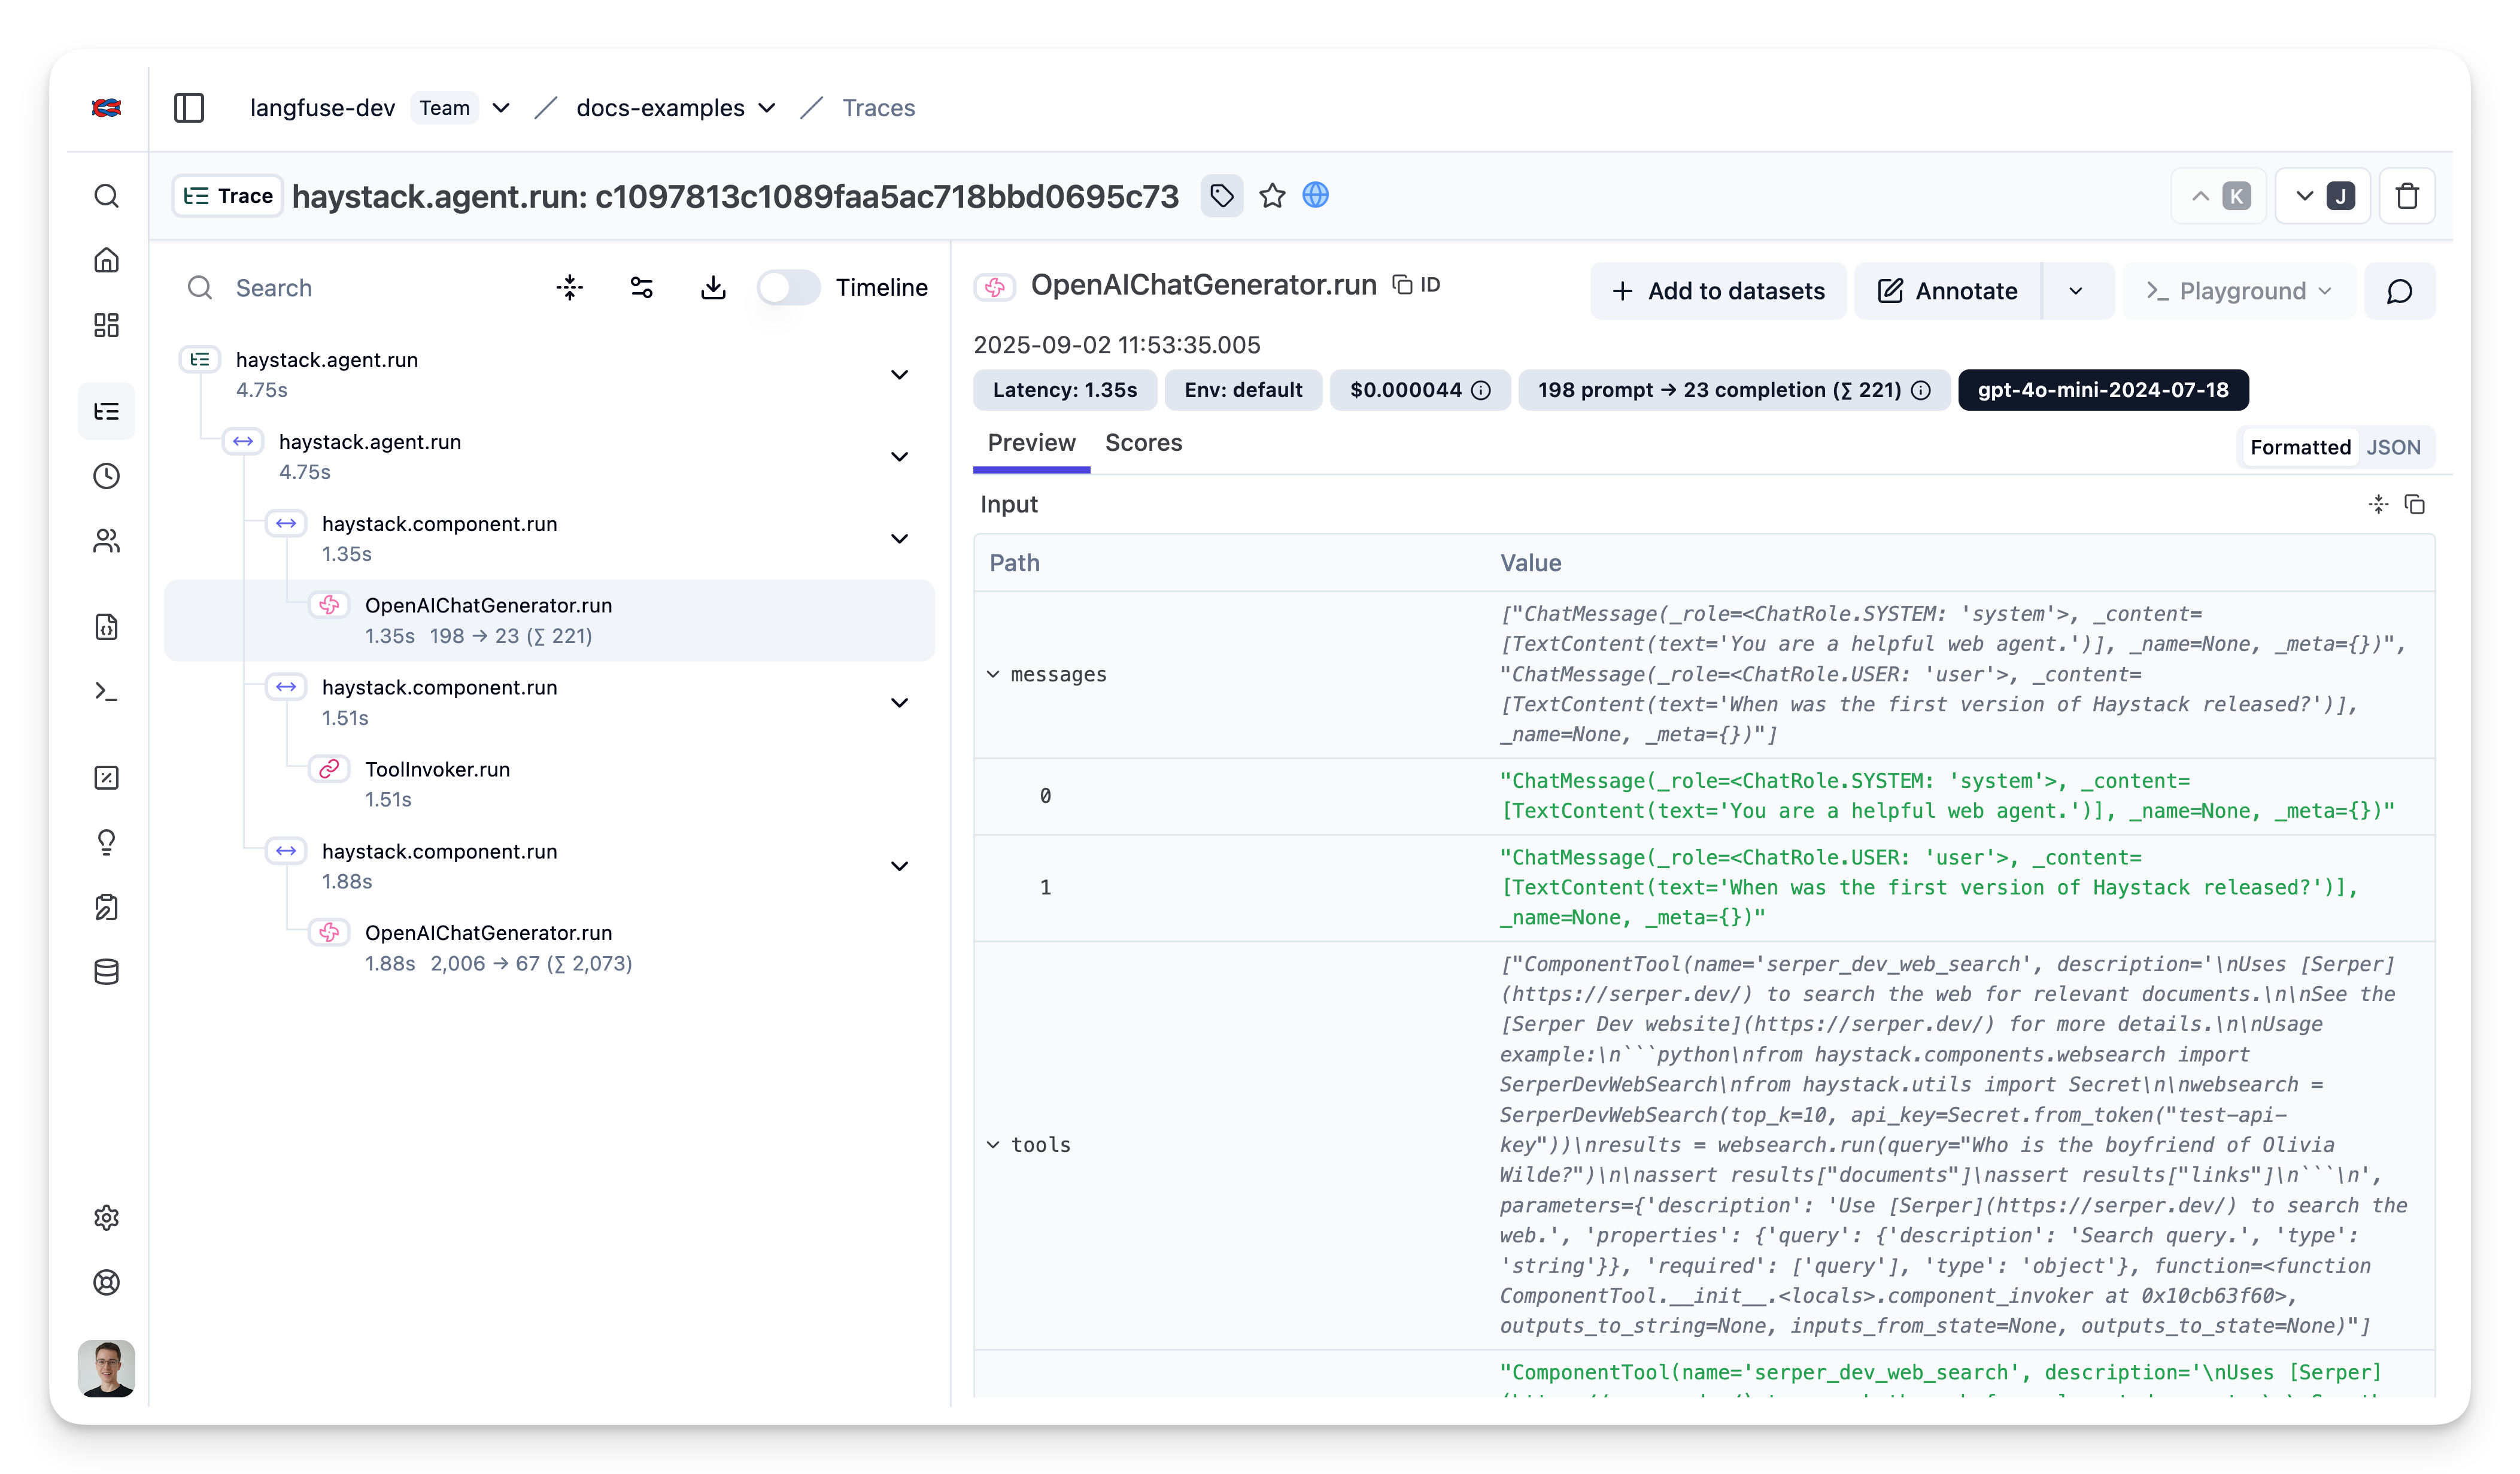 langfuse-dev Team / docs-examples / Traces
Trace haystack.agent.run: c1097813c1089faa5ac718bbd0695c73
K
J
Search
Timeline
haystack.agent.run
4.75s
haystack.agent.run
4.75s
haystack.component.run
1.35s
OpenAIChatGenerator.run
1.35s 198 → 23 (∑ 221)
haystack.component.run
1.51s
ToolInvoker.run
1.51s
haystack.component.run
1.88s
OpenAIChatGenerator.run
1.88s 2,006 → 67 (∑ 2,073)
OpenAIChatGenerator.run ID
+ Add to datasets
Annotate
Playground
2025-09-02 11:53:35.005
Latency: 1.35s Env: default $0.000044 198 prompt → 23 completion (∑ 221) gpt-4o-mini-2024-07-18
Preview Scores
Formatted JSON
Input
Path Value
messages
["ChatMessage(_role=<ChatRole.SYSTEM: 'system'>, _content=
[TextContent(text='You are a helpful web agent.')], _name=None, _meta={})",
"ChatMessage(_role=<ChatRole.USER: 'user'>, _content=
[TextContent(text='When was the first version of Haystack released?')],
_name=None, _meta={})"]
0
"ChatMessage(_role=<ChatRole.SYSTEM: 'system'>, _content=
[TextContent(text='You are a helpful web agent.')], _name=None, _meta={})"
1
"ChatMessage(_role=<ChatRole.USER: 'user'>, _content=
[TextContent(text='When was the first version of Haystack released?')],
_name=None, _meta={})"
tools
["ComponentTool(name='serper_dev_web_search', description='\nUses [Serper]
(https://serper.dev/) to search the web for relevant documents.\n\nSee the
[Serper Dev website](https://serper.dev/) for more details.\n\nUsage
example:\n```python\nfrom haystack.components.websearch import
SerperDevWebSearch\nfrom haystack.utils import Secret\n\nwebsearch =
SerperDevWebSearch(top_k=10, api_key=Secret.from_token("test-api-
key"))\nresults = websearch.run(query="Who is the boyfriend of Olivia
Wilde?")\n\nassert results["documents"]\nassert results["links"]\n```\n',
parameters={'description': 'Use [Serper](https://serper.dev/) to search the
web.', 'properties': {'query': {'description': 'Search query.', 'type':
'string'}}, 'required': ['query'], 'type': 'object'}, function=<function
ComponentTool.__init__.<locals>.component_invoker at 0x10cb63f60>,
outputs_to_string=None, inputs_from_state=None, outputs_to_state=None)"]
"ComponentTool(name='serper_dev_web_search', description='\nUses [Serper]